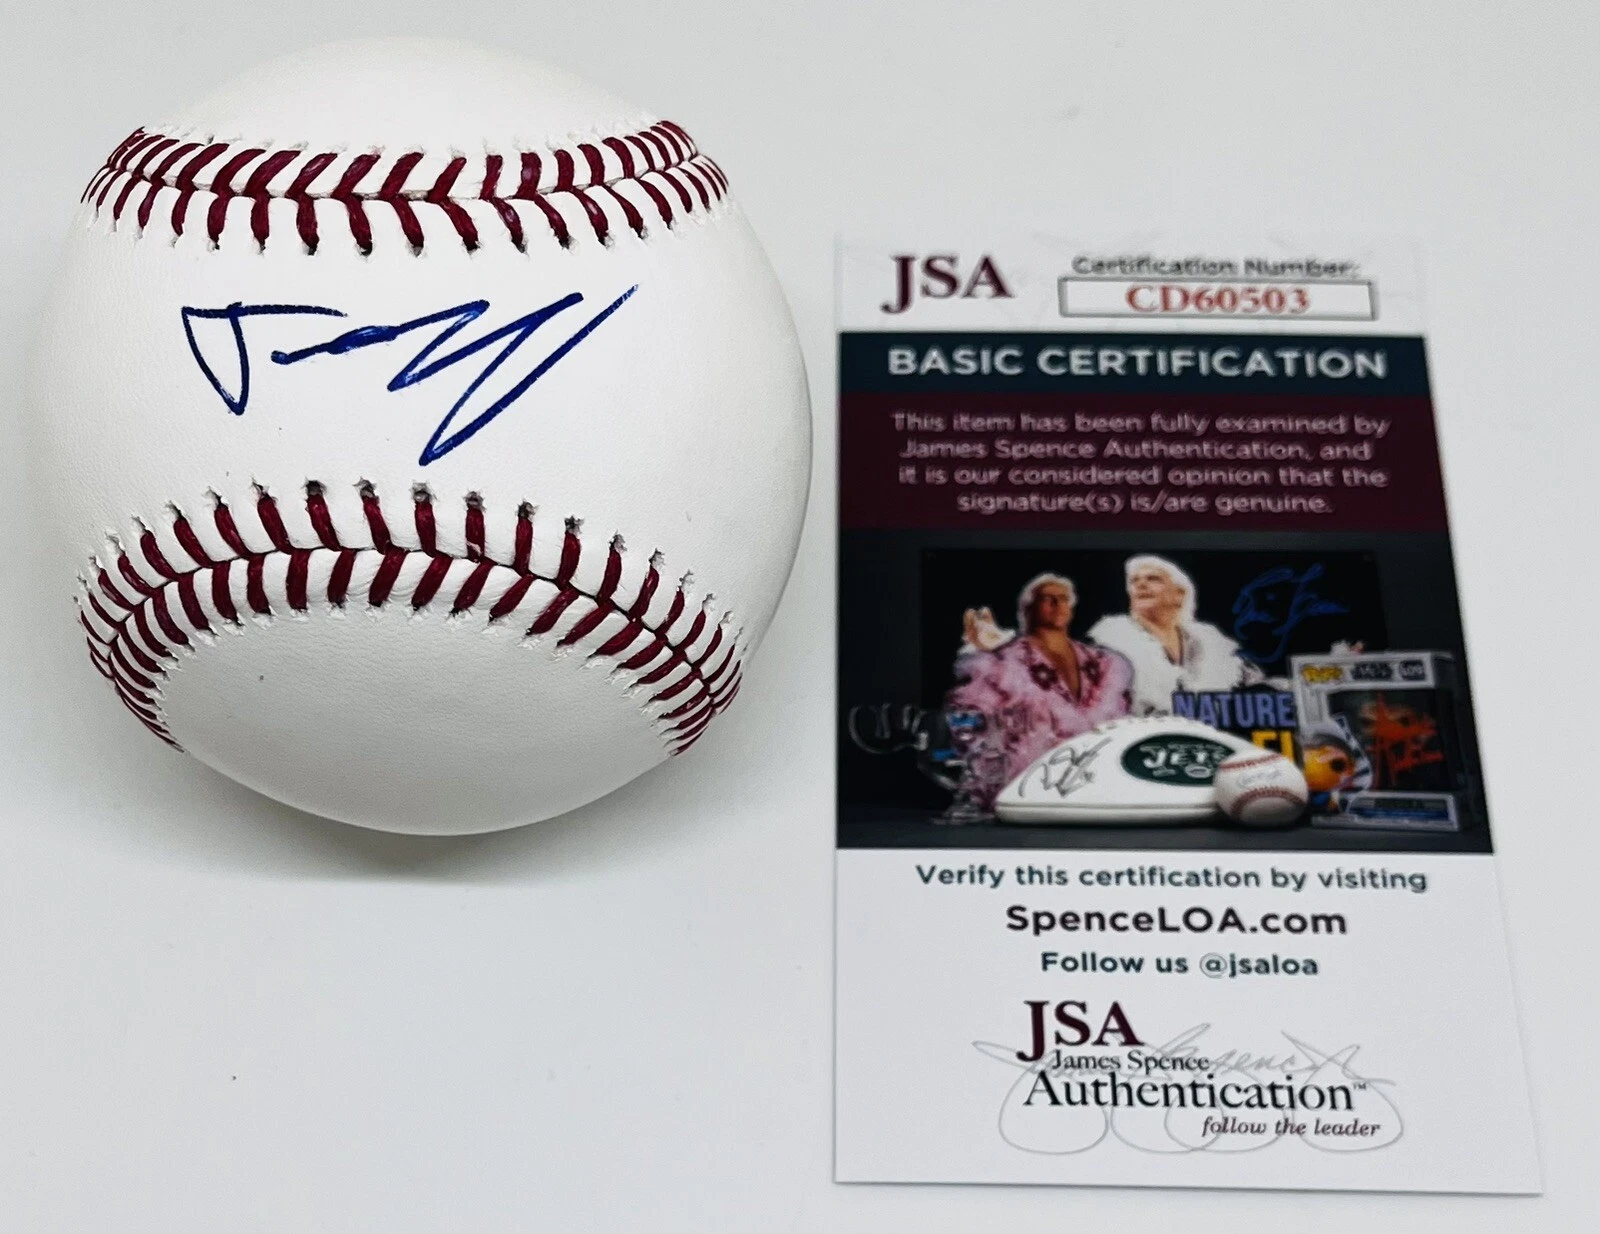 JSA
Certification Number:
CD60503
BASIC CERTIFICATION
This item has been fully examined by
James Spence Authentication, and
it is our considered opinion that the
signature(s) is/are genuine.
NATURE
JETS
Verify this certification by visiting
SpenceLOA.com
Follow us @jsaloa
JSA
James Spence
Authentication™
follow the leader